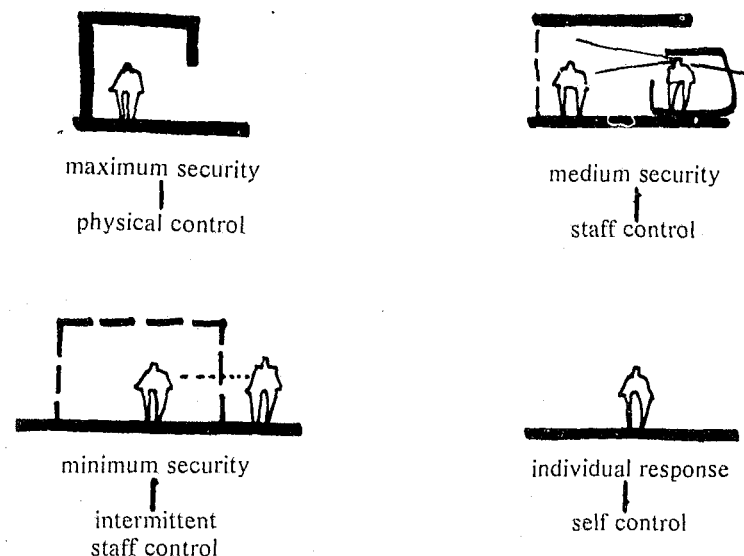 maximum security
physical control
medium security
staff control
minimum security
intermittent
staff control
individual response
self control